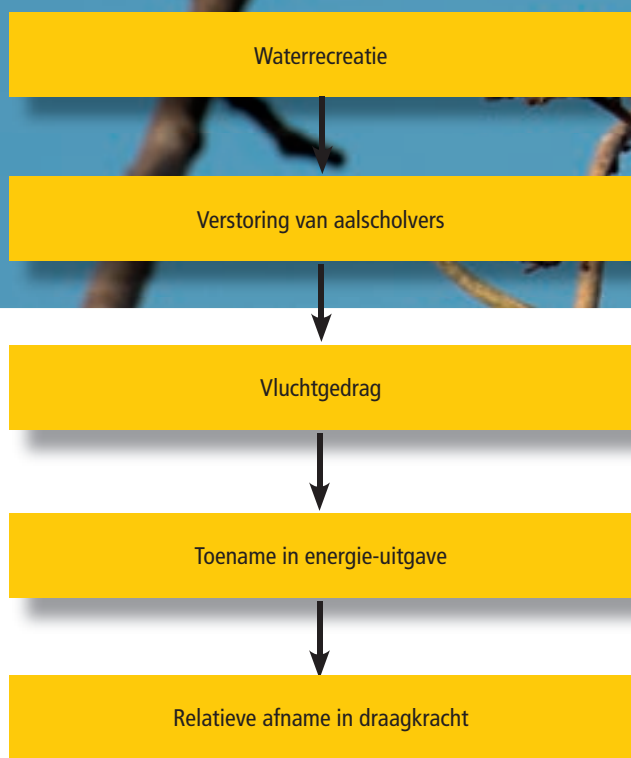 Waterrecreatie
Verstoring van aalscholvers
Vluchtgedrag
Toename in energie-uitgave
Relatieve afname in draagkracht